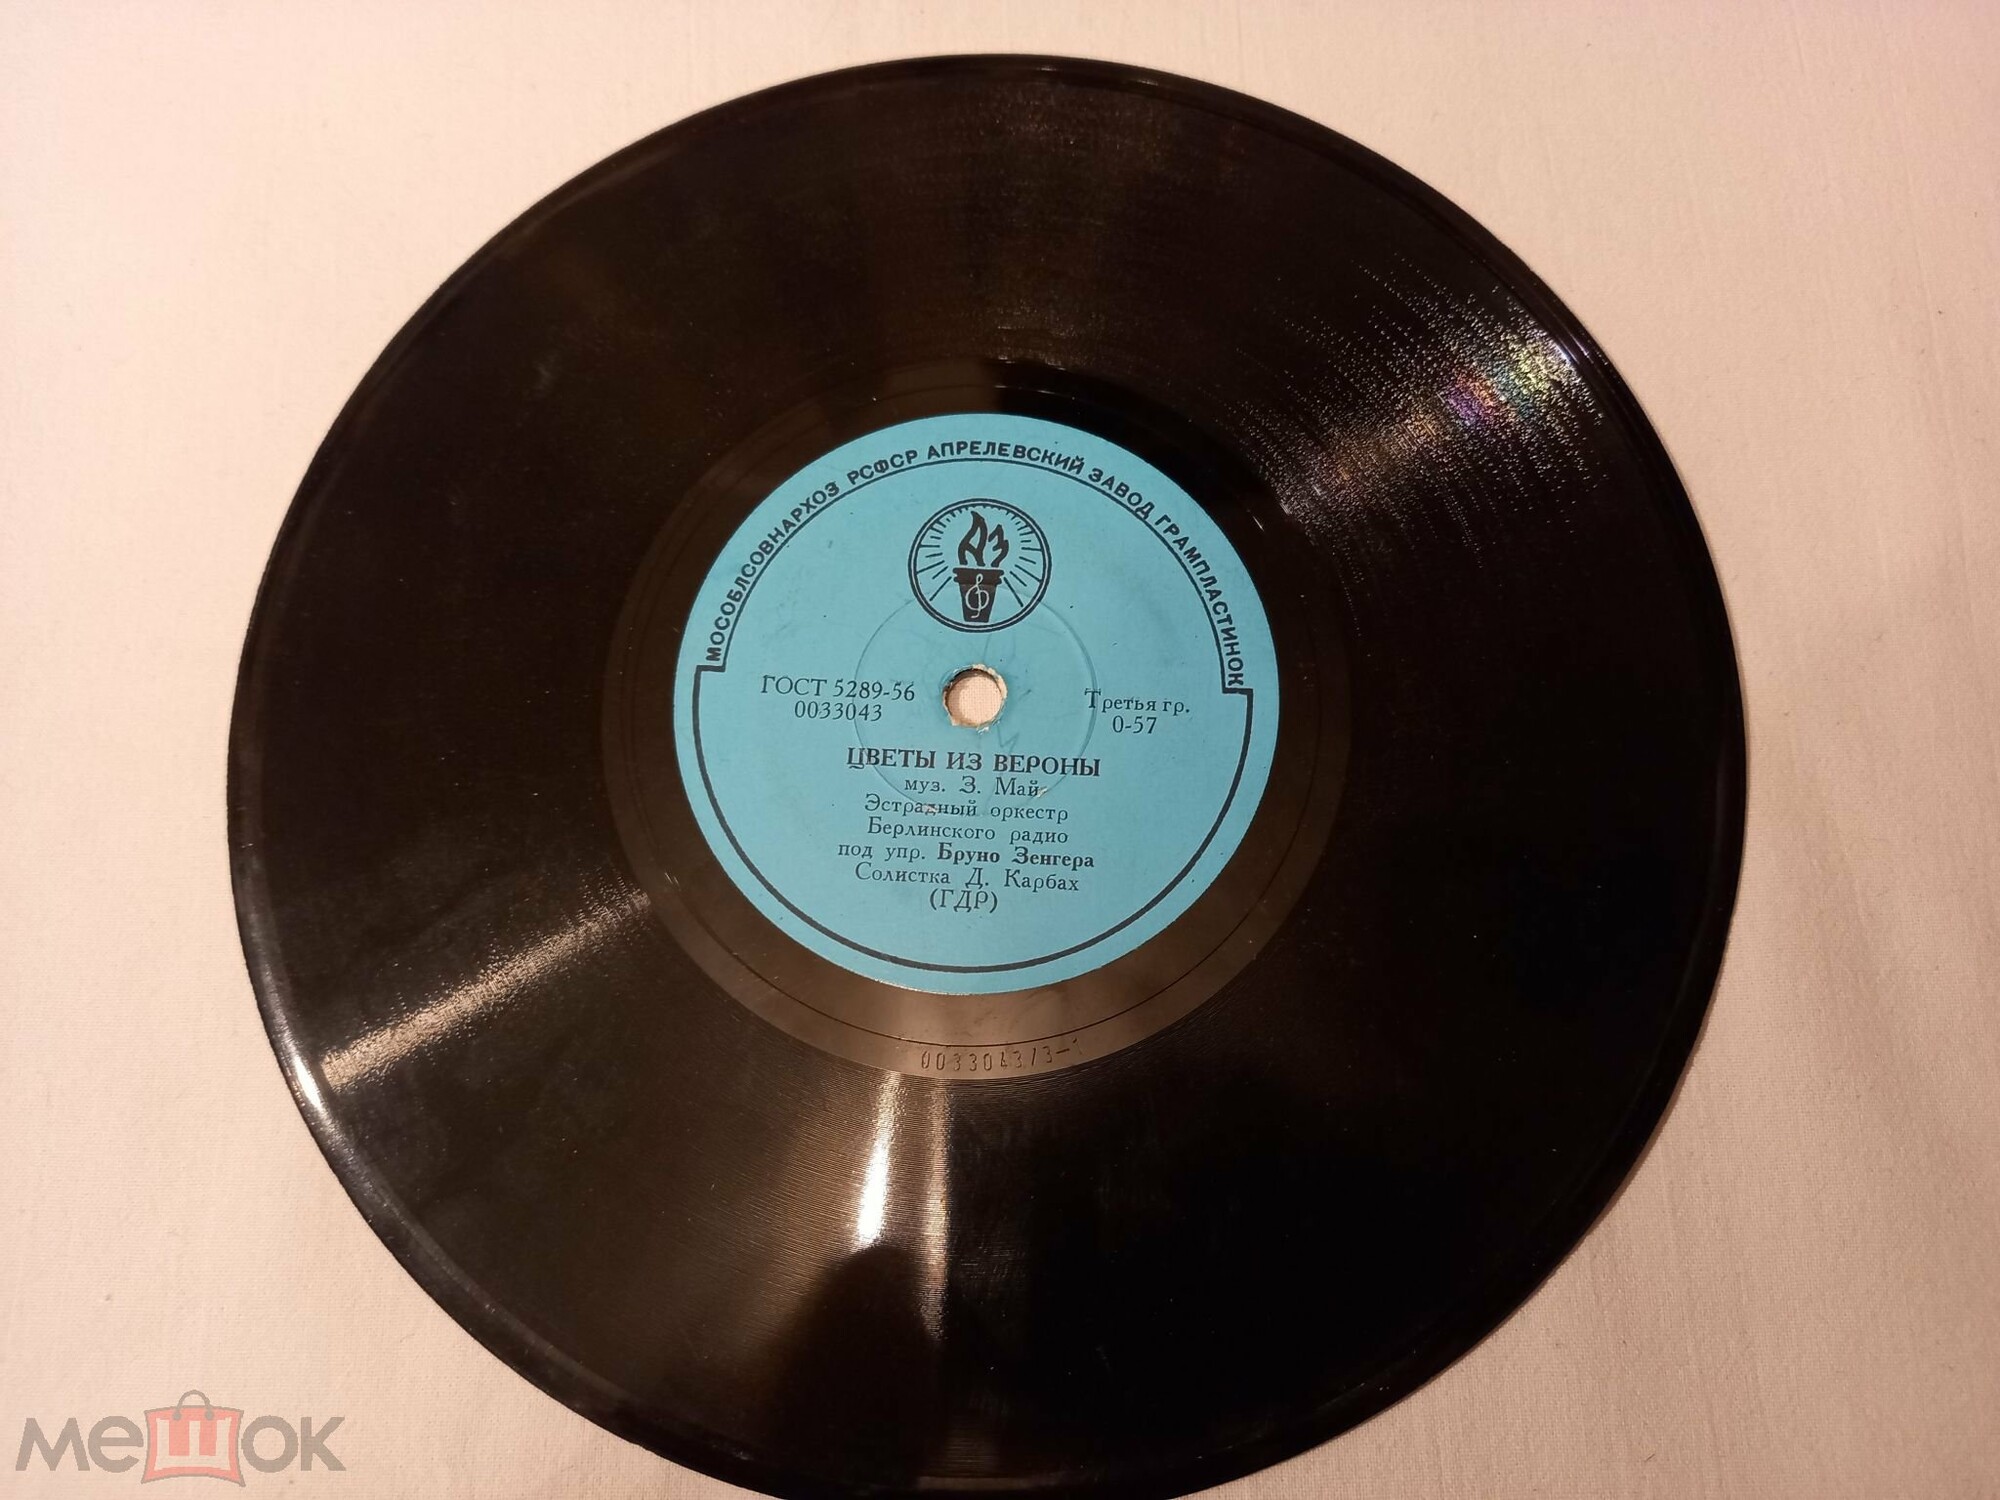 МОСОБЛСОВНАРХОЗ РСФСР АПРЕЛЕВСКИЙ ЗАВОД ГРАМПЛАСТИНОК
АЗ
ГОСТ 5289-56
0033043
Третья гр.
0-57
ЦВЕТЫ ИЗ ВЕРОНЫ
муз. З. Май
Эстрадный оркестр
Берлинского радио
под упр. Бруно Зенгера
Солистка Д. Карбах
(ГДР)
0033043/3-1
мешок